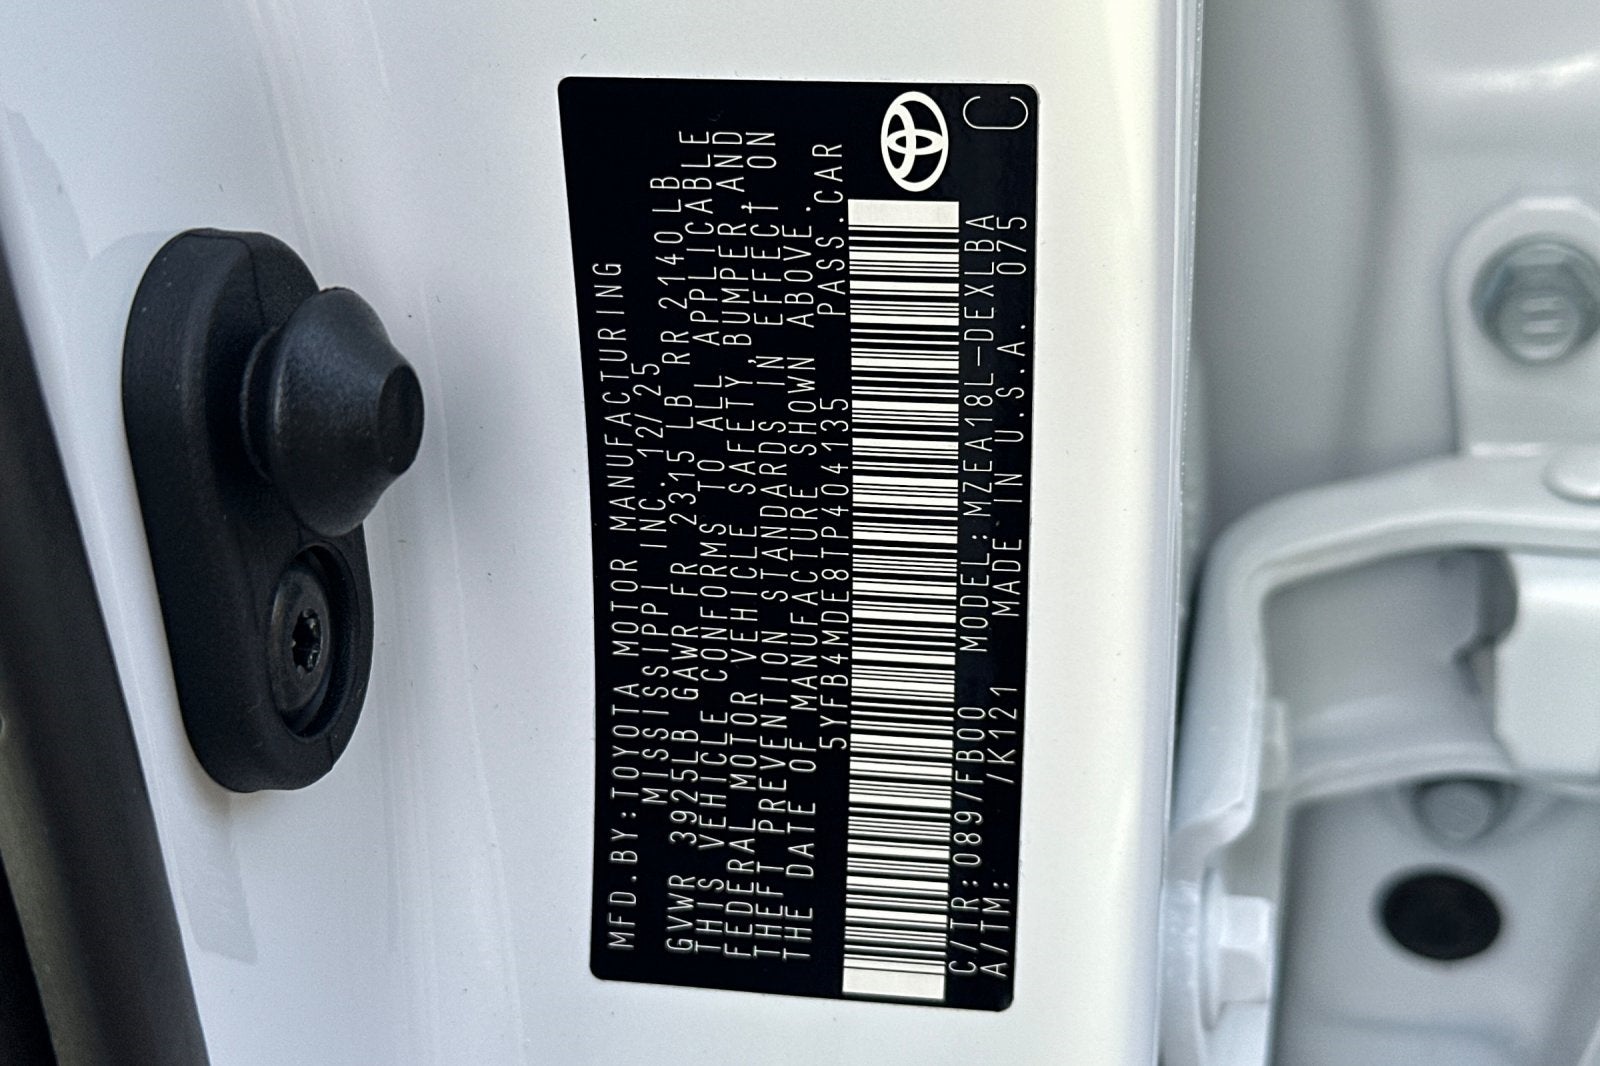 MFD.BY:TOYOTA MOTOR MANUFACTURING
MISSISSIPPI INC. 12/25
GVWR 3925LB GAWR FR 2315 LB RR 2140LB
THIS VEHICLE CONFORMS TO ALL APPLICABLE
FEDERAL MOTOR VEHICLE SAFETY,BUMPER,AND
THEFT PREVENTION STANDARDS IN EFFECT ON
THE DATE OF MANUFACTURE SHOWN ABOVE.
5YFB4MDE8TP404135 PASS.CAR
C/TR:089/FB00 MODEL:MZEA18L-DEXLBA
A/TM: /K121 MADE IN U.S.A. 075
C